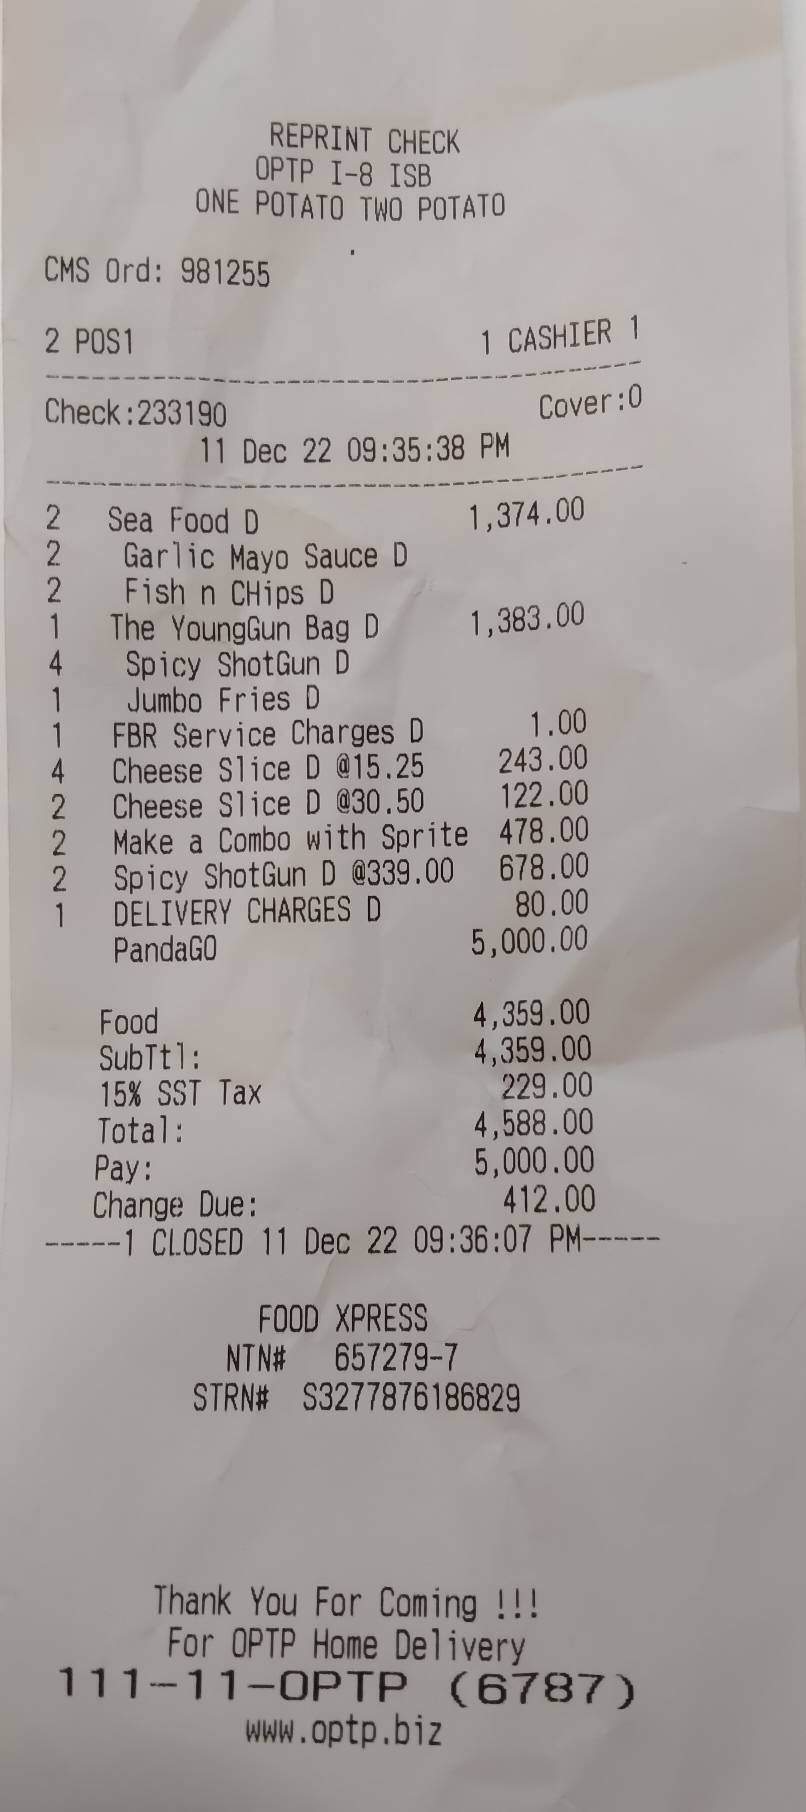 REPRINT CHECK
OPTP I-8 ISB
ONE POTATO TWO POTATO
CMS Ord: 981255
2 POS1 1 CASHIER 1
Check:233190 Cover:0
11 Dec 22 09:35:38 PM
2 Sea Food D 1,374.00
2 Garlic Mayo Sauce D
2 Fish n CHips D
1 The YoungGun Bag D 1,383.00
4 Spicy ShotGun D
1 Jumbo Fries D
1 FBR Service Charges D 1.00
4 Cheese Slice D @15.25 243.00
2 Cheese Slice D @30.50 122.00
2 Make a Combo with Sprite 478.00
2 Spicy ShotGun D @339.00 678.00
1 DELIVERY CHARGES D 80.00
PandaGO 5,000.00
Food 4,359.00
SubTtl: 4,359.00
15% SST Tax 229.00
Total: 4,588.00
Pay: 5,000.00
Change Due: 412.00
-----1 CLOSED 11 Dec 22 09:36:07 PM-----
FOOD XPRESS
NTN# 657279-7
STRN# S3277876186829
Thank You For Coming !!!
For OPTP Home Delivery
111-11-OPTP (6787)
www.optp.biz